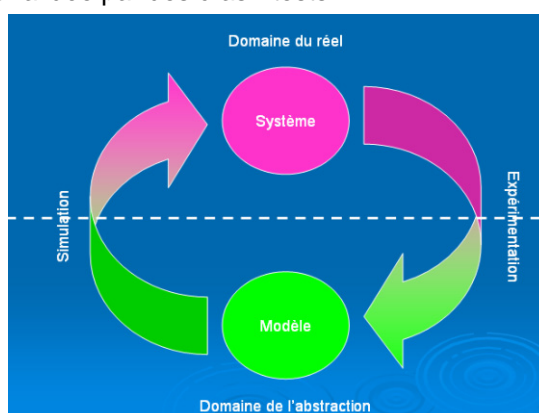 Domaine du réel
Système
Simulation
Expérimentation
Modèle
Domaine de l'abstraction